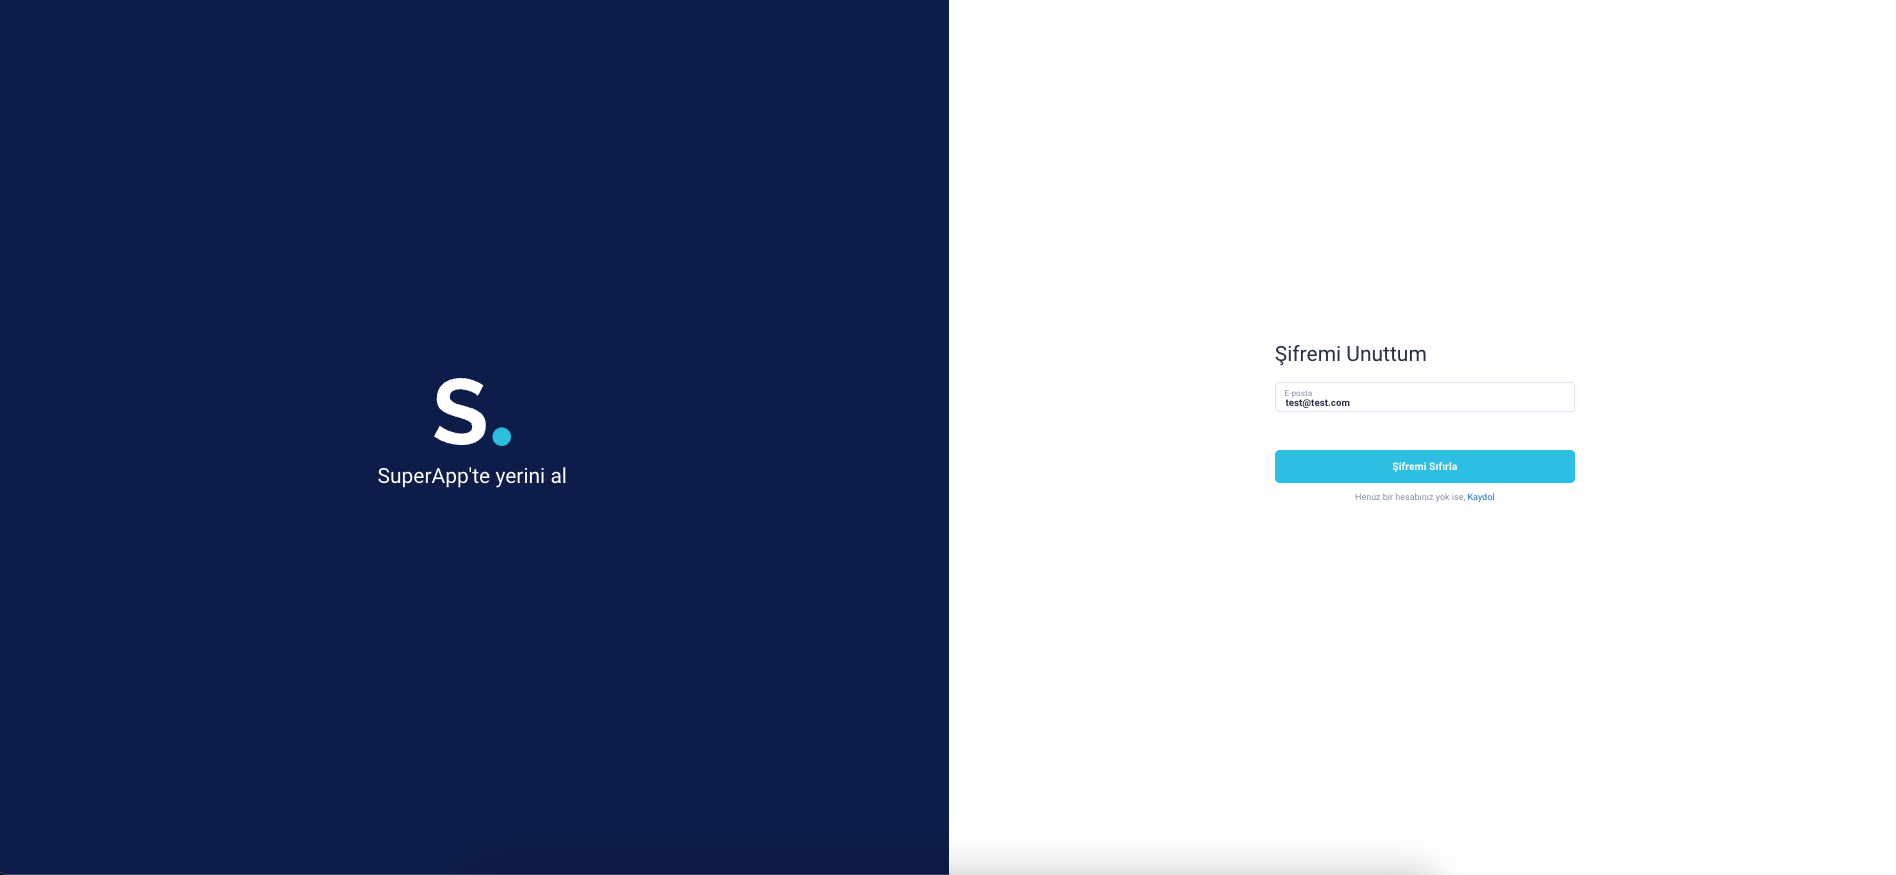 S.
SuperApp'te yerini al
Şifremi Unuttum
E-posta
test@test.com
Şifremi Sıfırla
Henüz bir hesabınız yok ise, Kaydol